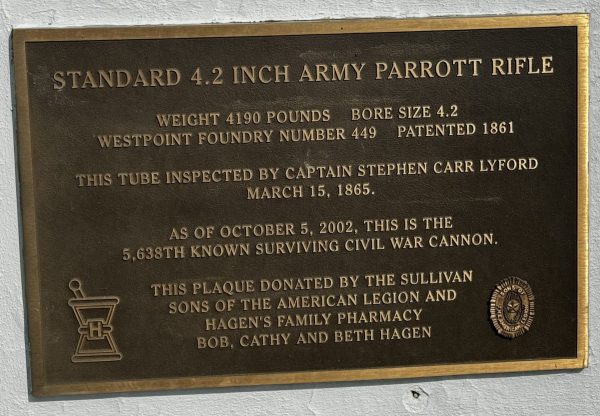 STANDARD 4.2 INCH ARMY PARROTT RIFLE
WEIGHT 4190 POUNDS BORE SIZE 4.2
WESTPOINT FOUNDRY NUMBER 449 PATENTED 1861
THIS TUBE INSPECTED BY CAPTAIN STEPHEN CARR LYFORD
MARCH 15, 1865.
AS OF OCTOBER 5, 2002, THIS IS THE
5,638TH KNOWN SURVIVING CIVIL WAR CANNON.
THIS PLAQUE DONATED BY THE SULLIVAN
SONS OF THE AMERICAN LEGION AND
HAGEN'S FAMILY PHARMACY
BOB, CATHY AND BETH HAGEN
H